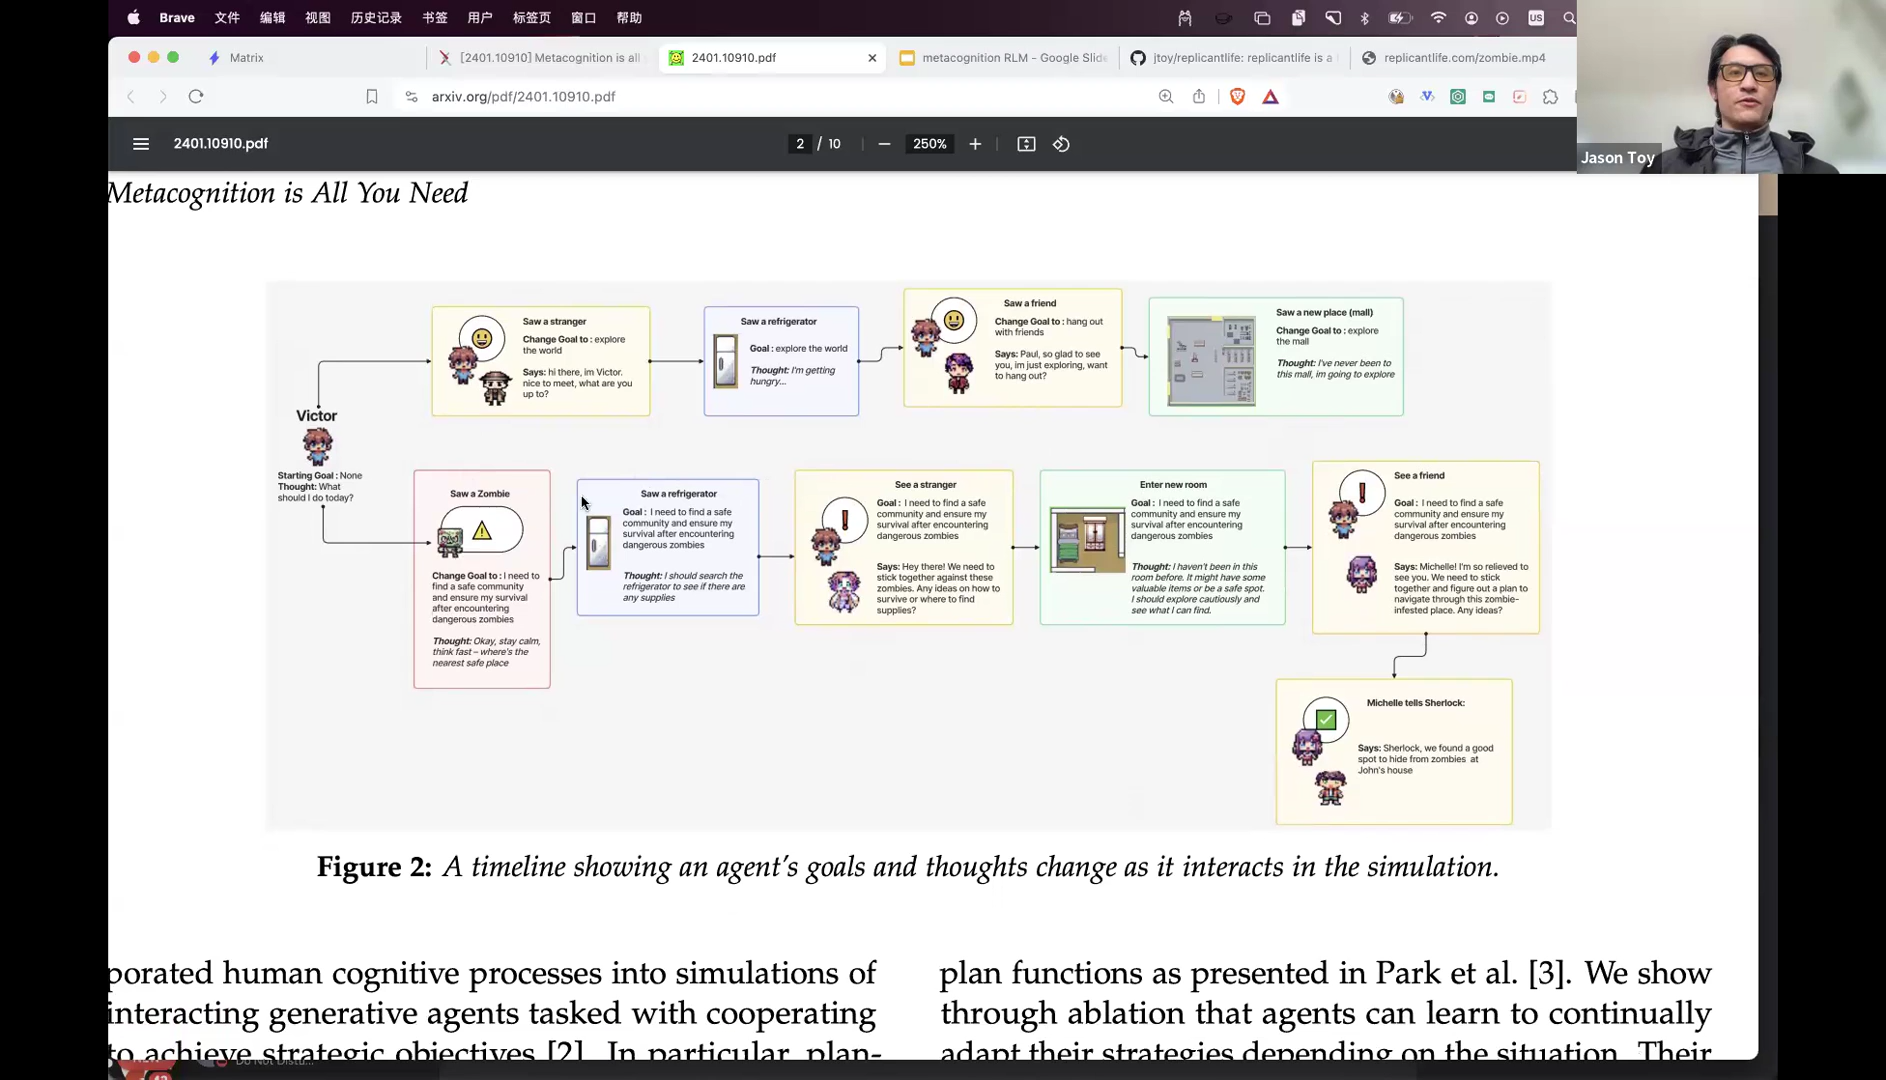 Brave 文件 编辑 视图 历史记录 书签 用户 标签页 窗口 帮助 US
Matrix
[2401.10910] Metacognition is all
2401.10910.pdf
metacognition RLM - Google Slide
jtoy/replicantlife: replicantlife is a
replicantlife.com/zombie.mp4
arxiv.org/pdf/2401.10910.pdf
2401.10910.pdf
2 / 10
250%
Jason Toy
Metacognition is All You Need
Victor
Starting Goal : None
Thought: What
should I do today?
Saw a stranger
Change Goal to : explore
the world
Says: hi there, im Victor.
nice to meet, what are you
up to?
Saw a refrigerator
Goal : explore the world
Thought: I'm getting
hungry...
Saw a friend
Change Goal to : hang out
with friends
Says: Paul, so glad to see
you, im just exploring, want
to hang out?
Saw a new place (mall)
Change Goal to : explore
the mall
Thought: I've never been to
this mall, im going to explore
Saw a Zombie
Change Goal to : I need to
find a safe community
and ensure my survival
after encountering
dangerous zombies
Thought: Okay, stay calm,
think fast – where's the
nearest safe place
Saw a refrigerator
Goal : I need to find a safe
community and ensure my
survival after encountering
dangerous zombies
Thought: I should search the
refrigerator to see if there are
any supplies
See a stranger
Goal : I need to find a safe
community and ensure my
survival after encountering
dangerous zombies
Says: Hey there! We need to
stick together against these
zombies. Any ideas on how to
survive or where to find
supplies?
Enter new room
Goal : I need to find a safe
community and ensure my
survival after encountering
dangerous zombies
Thought: I haven't been in this
room before. It might have some
valuable items or be a safe spot.
I should explore cautiously and
see what I can find.
See a friend
Goal : I need to find a safe
community and ensure my
survival after encountering
dangerous zombies
Says: Michelle! I'm so relieved to
see you. We need to stick
together and figure out a plan to
navigate through this zombie-
infested place. Any ideas?
Michelle tells Sherlock:
Says: Sherlock, we found a good
spot to hide from zombies at
John's house
Figure 2: A timeline showing an agent's goals and thoughts change as it interacts in the simulation.
porated human cognitive processes into simulations of
interacting generative agents tasked with cooperating
to achieve strategic objectives [2]. In particular, plan-
plan functions as presented in Park et al. [3]. We show
through ablation that agents can learn to continually
adapt their strategies depending on the situation. Their